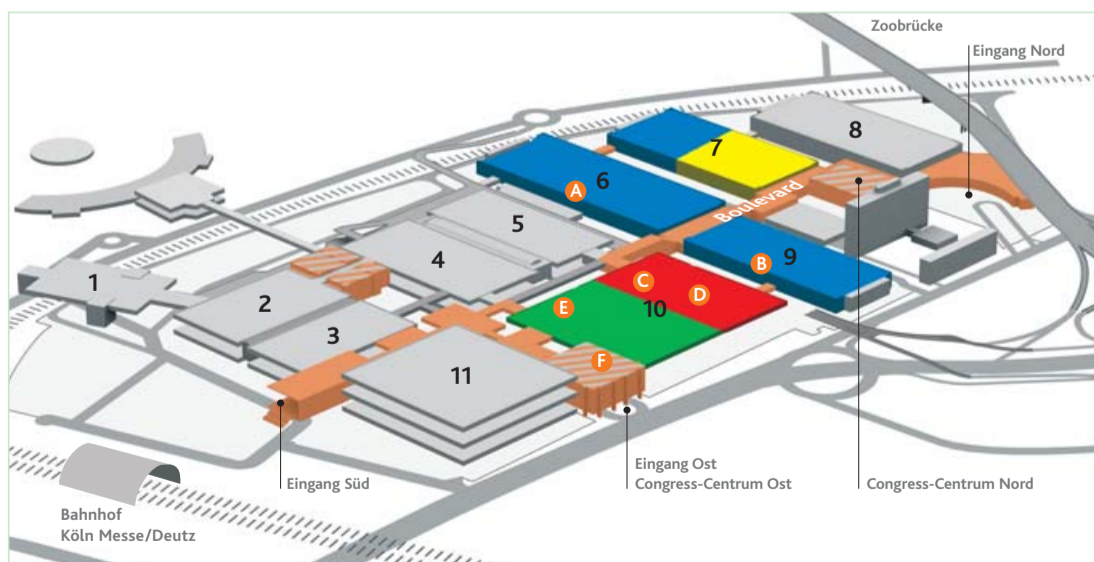 Zoobrücke
Eingang Nord
8
7
6
A
Boulevard
5
9
B
4
C
D
1
E
10
2
3
F
11
Eingang Süd
Eingang Ost
Congress-Centrum Ost
Congress-Centrum Nord
Bahnhof
Köln Messe/Deutz